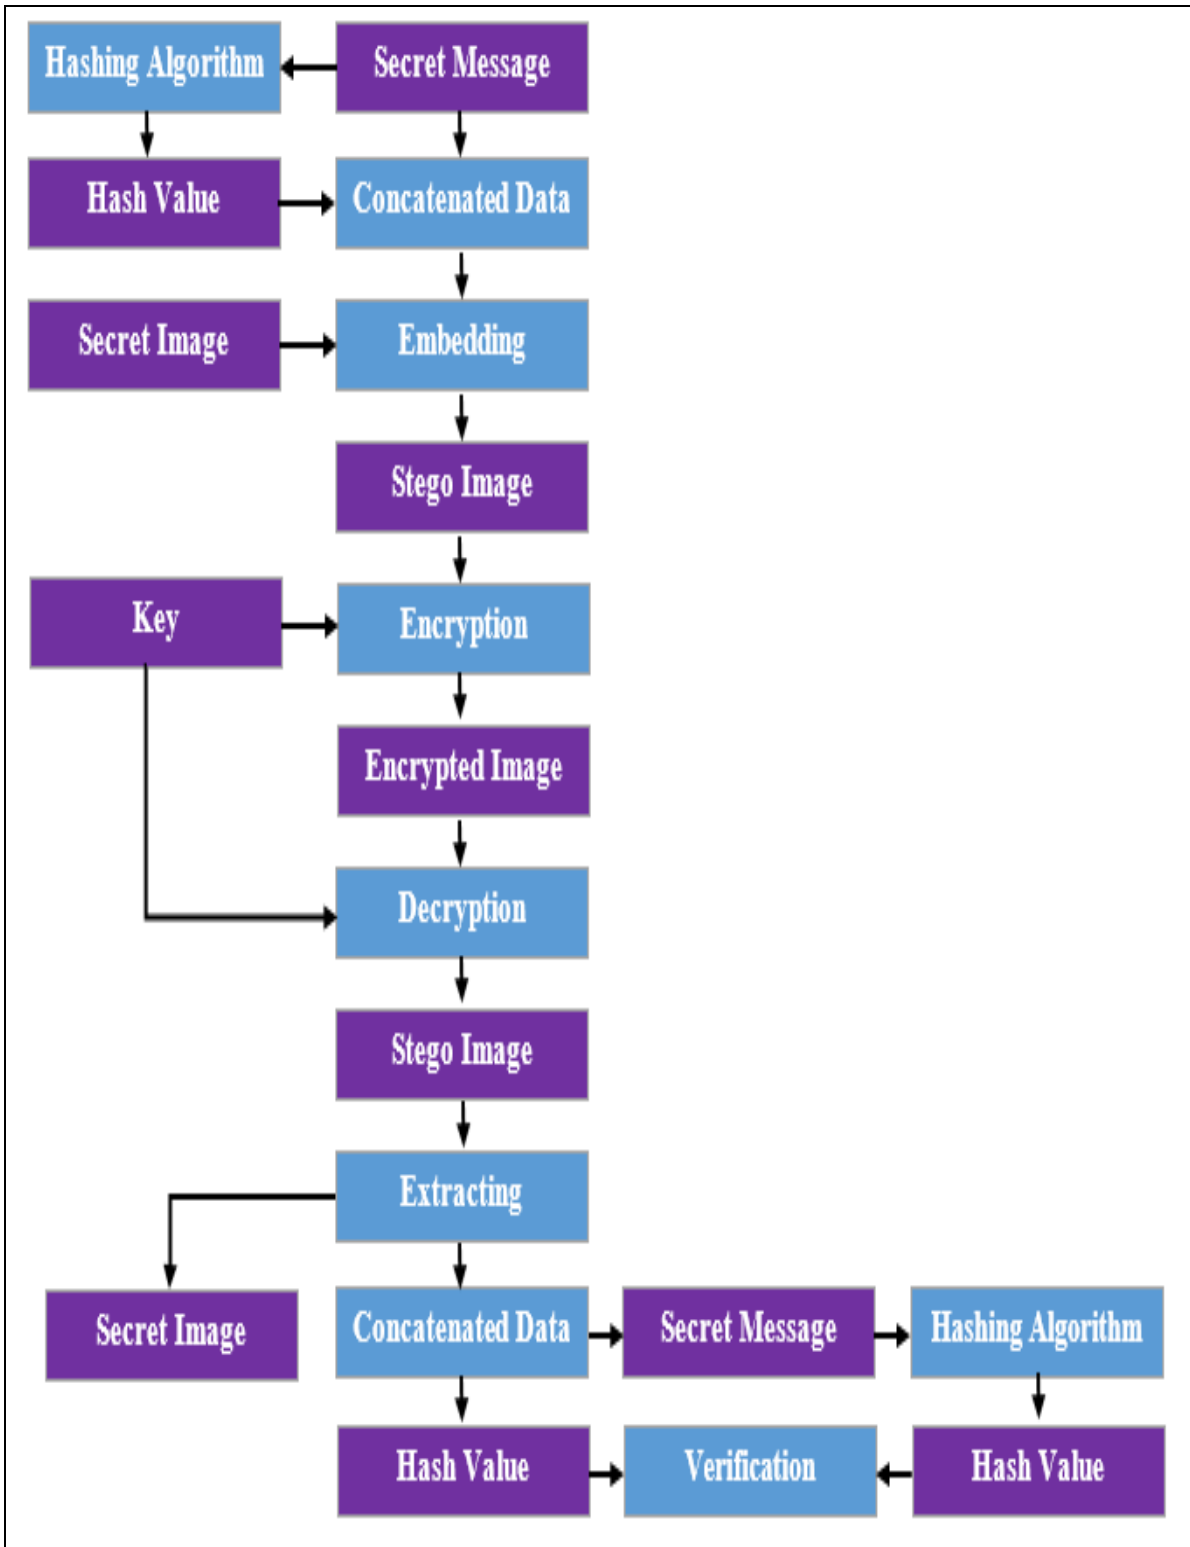 Hashing Algorithm
Secret Message
Hash Value
Concatenated Data
Secret Image
Embedding
Stego Image
Key
Encryption
Encrypted Image
Decryption
Stego Image
Extracting
Secret Image
Concatenated Data
Secret Message
Hashing Algorithm
Hash Value
Verification
Hash Value